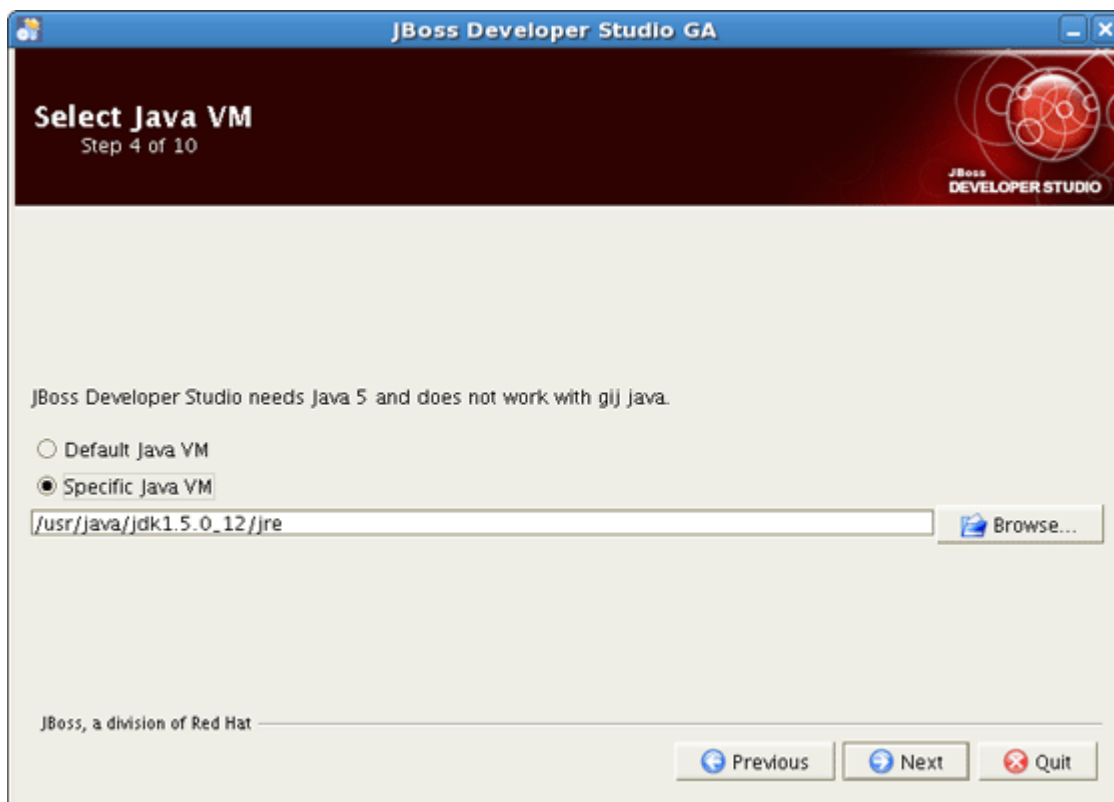 JBoss Developer Studio GA
Select Java VM
Step 4 of 10
JBoss
DEVELOPER STUDIO
JBoss Developer Studio needs Java 5 and does not work with gij java.
Default Java VM
Specific Java VM
/usr/java/jdk1.5.0_12/jre
Browse...
JBoss, a division of Red Hat
Previous
Next
Quit